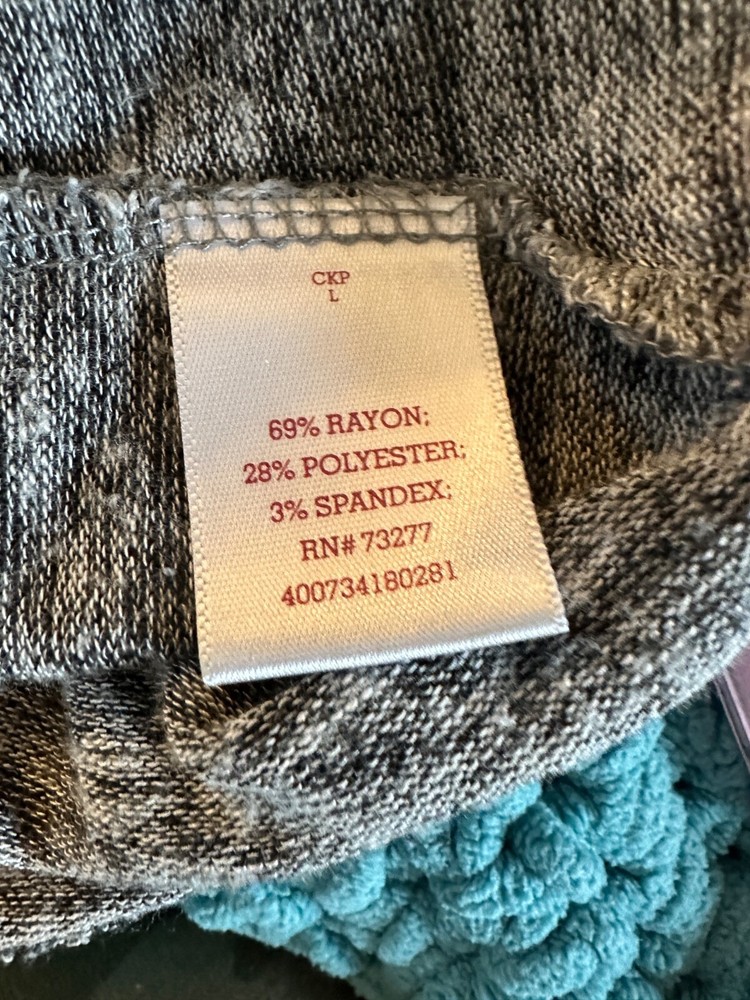 CKP
L
69% RAYON;
28% POLYESTER;
3% SPANDEX;
RN# 73277
400734180281